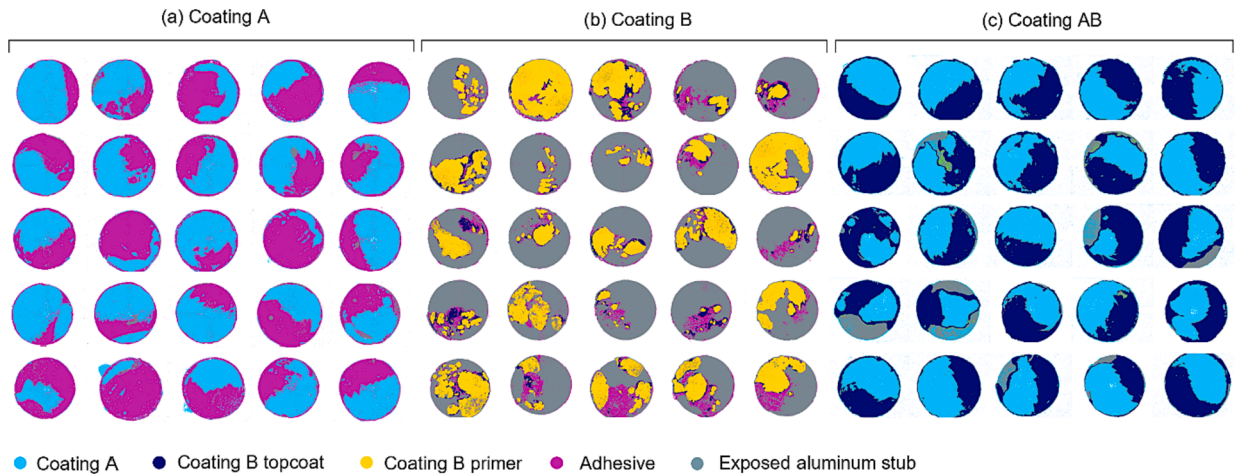 (a) Coating A
(b) Coating B
(c) Coating AB
Coating A
Coating B topcoat
Coating B primer
Adhesive
Exposed aluminum stub